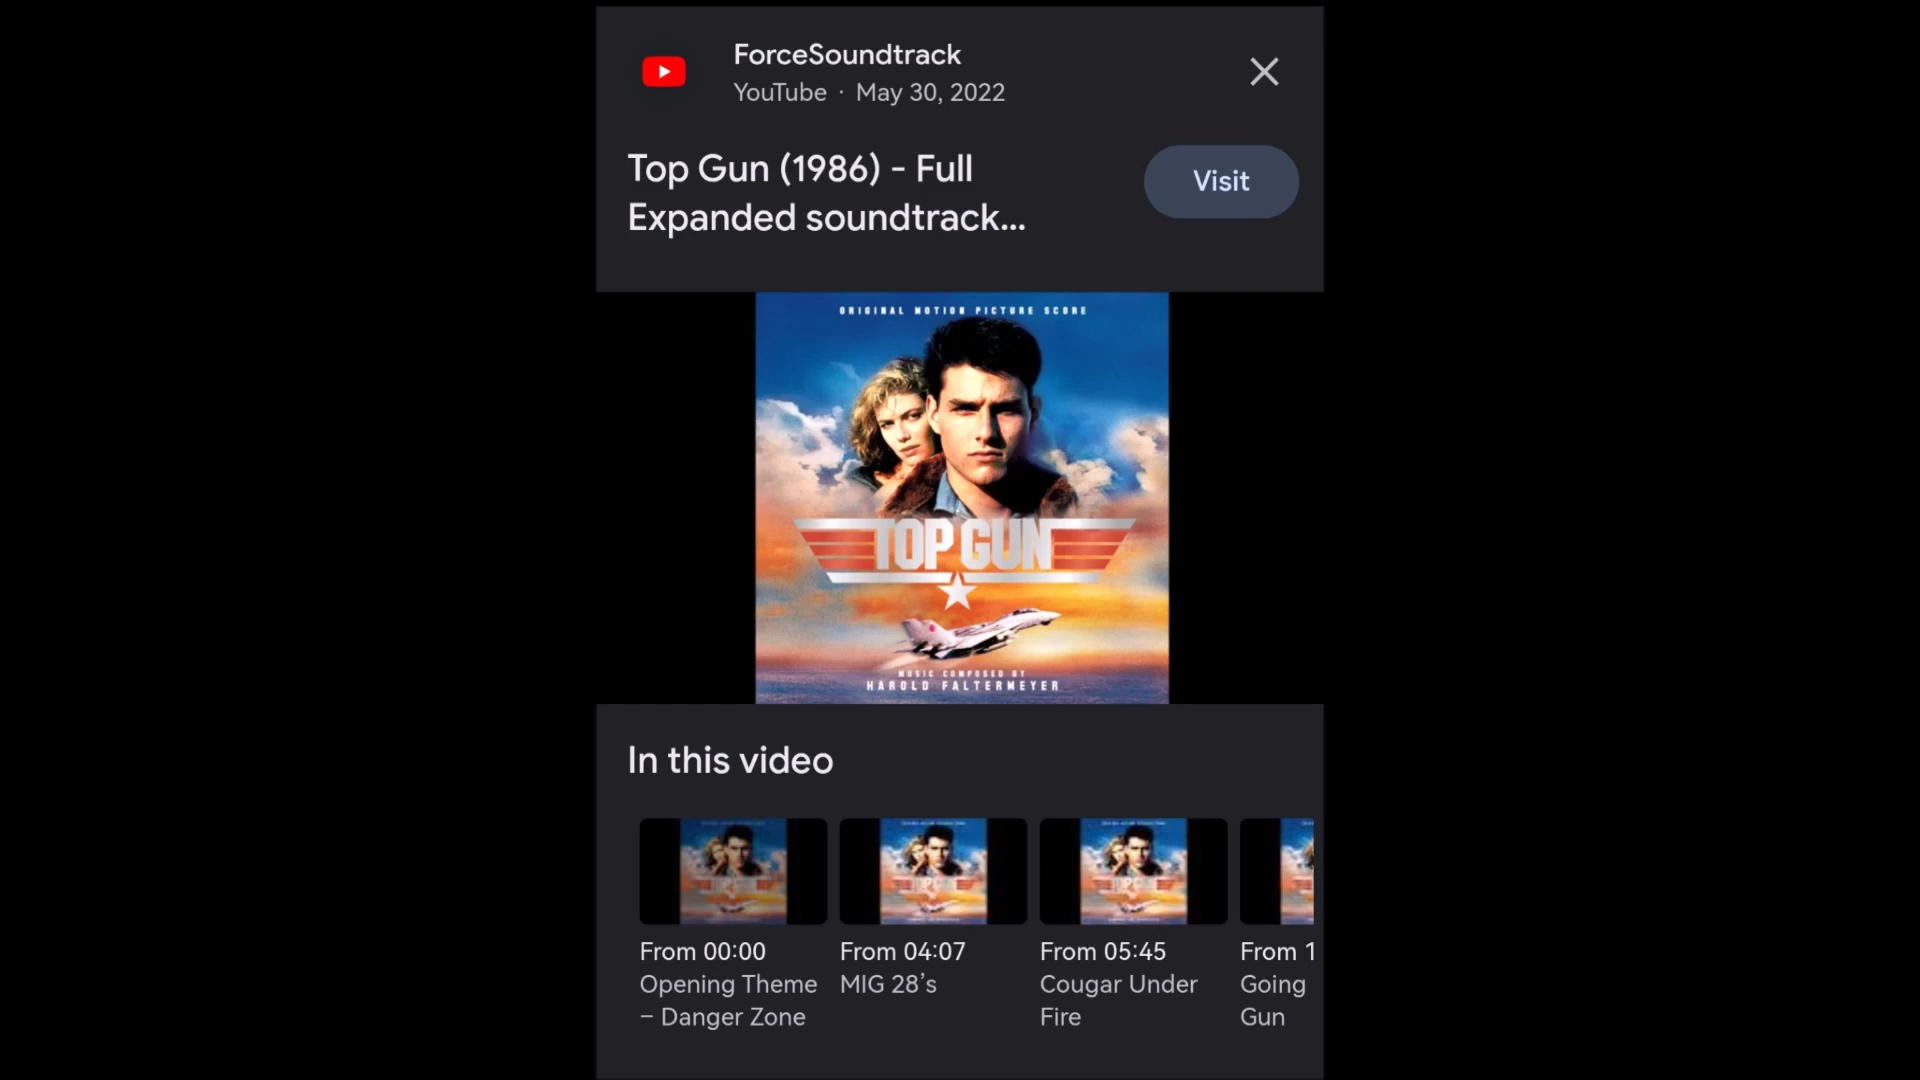 ForceSoundtrack
YouTube · May 30, 2022
Top Gun (1986) - Full
Expanded soundtrack...
Visit
ORIGINAL MOTION PICTURE SCORE
TOP GUN
MUSIC COMPOSED BY
HAROLD FALTERMEYER
In this video
From 00:00
Opening Theme
– Danger Zone
From 04:07
MIG 28’s
From 05:45
Cougar Under
Fire
From 1
Going
Gun